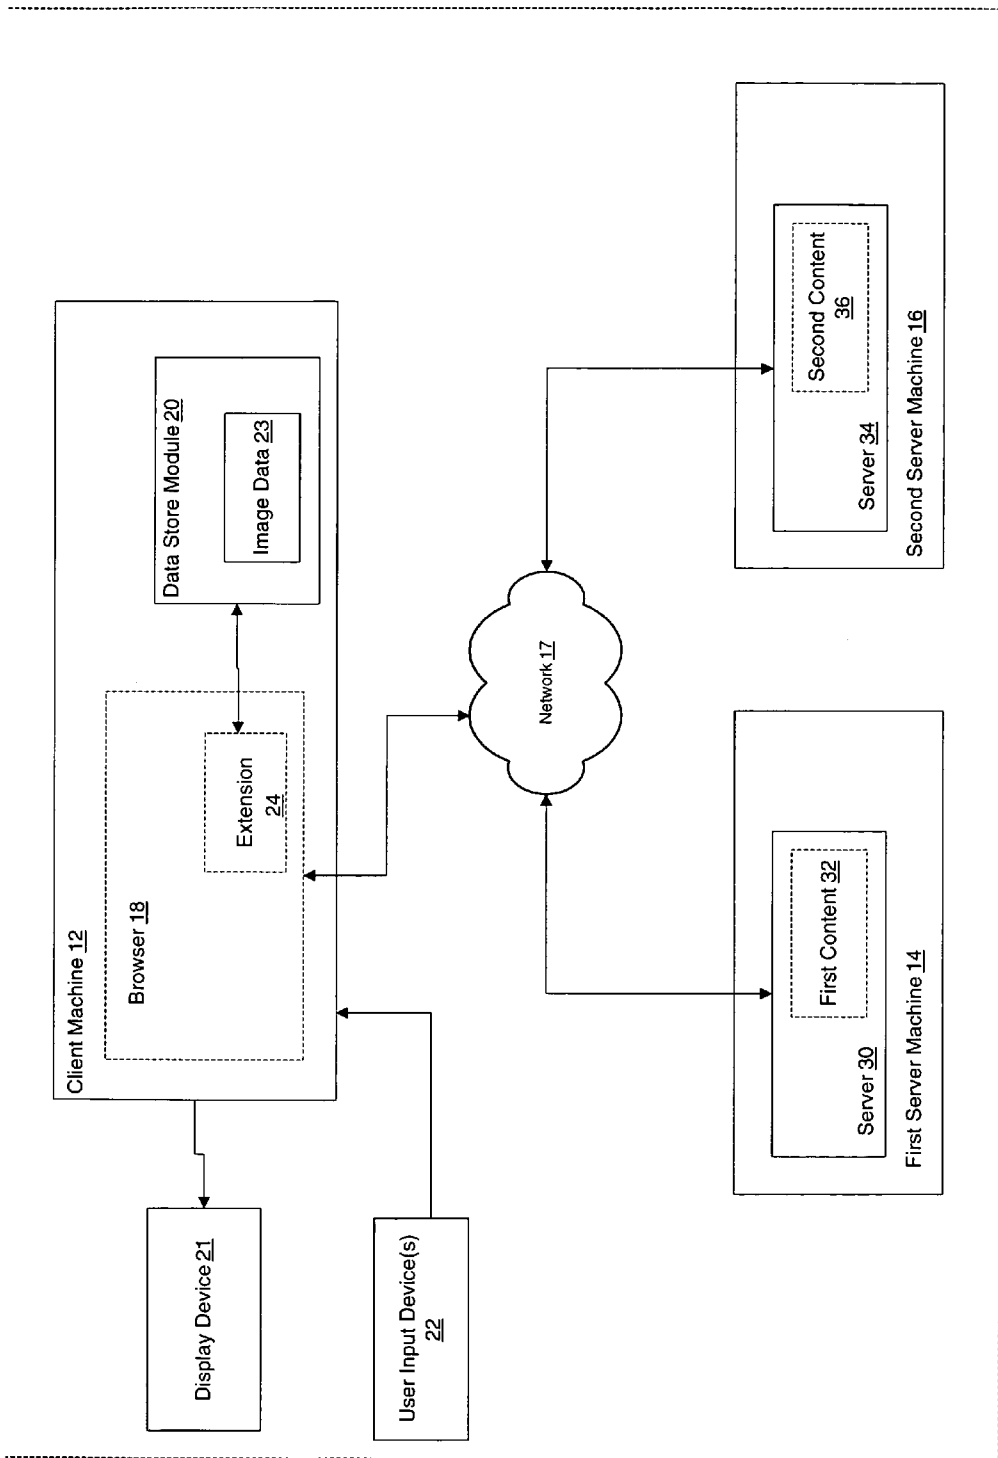 Client Machine 12
Browser 18
Extension
24
Data Store Module 20
Image Data 23
Display Device 21
User Input Device(s)
22
Network 17
First Content 32
Server 30
First Server Machine 14
Second Content
36
Server 34
Second Server Machine 16